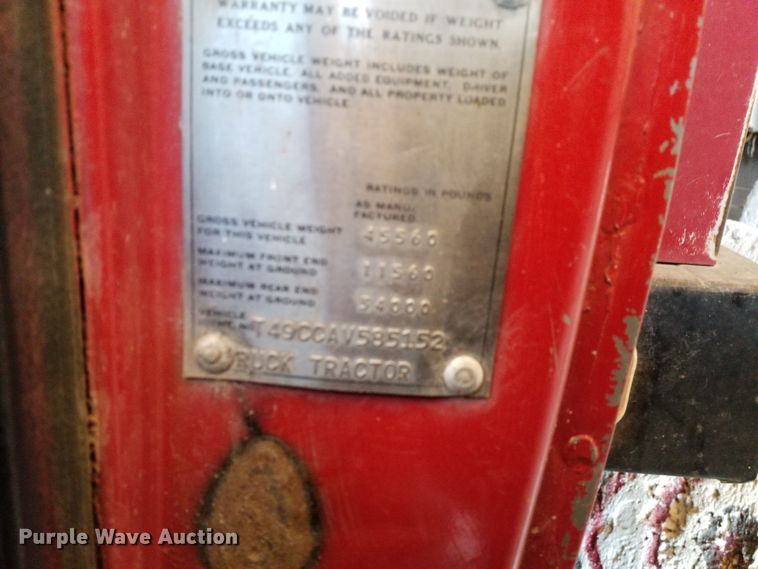 WARRANTY MAY BE VOIDED IF WEIGHT
EXCEEDS ANY OF THE RATINGS SHOWN.
GROSS VEHICLE WEIGHT INCLUDES WEIGHT OF
BASE VEHICLE, ALL ADDED EQUIPMENT, DRIVER
AND PASSENGERS, AND ALL PROPERTY LOADED
INTO OR ONTO VEHICLE.
RATINGS IN POUNDS
AS MANU-
FACTURED
GROSS VEHICLE WEIGHT
FOR THIS VEHICLE 45560
MAXIMUM FRONT END
WEIGHT AT GROUND 11560
MAXIMUM REAR END
WEIGHT AT GROUND 34000
VEHICLE
IDENT. NO. T49CCAV585152
TRUCK TRACTOR
Purple Wave Auction